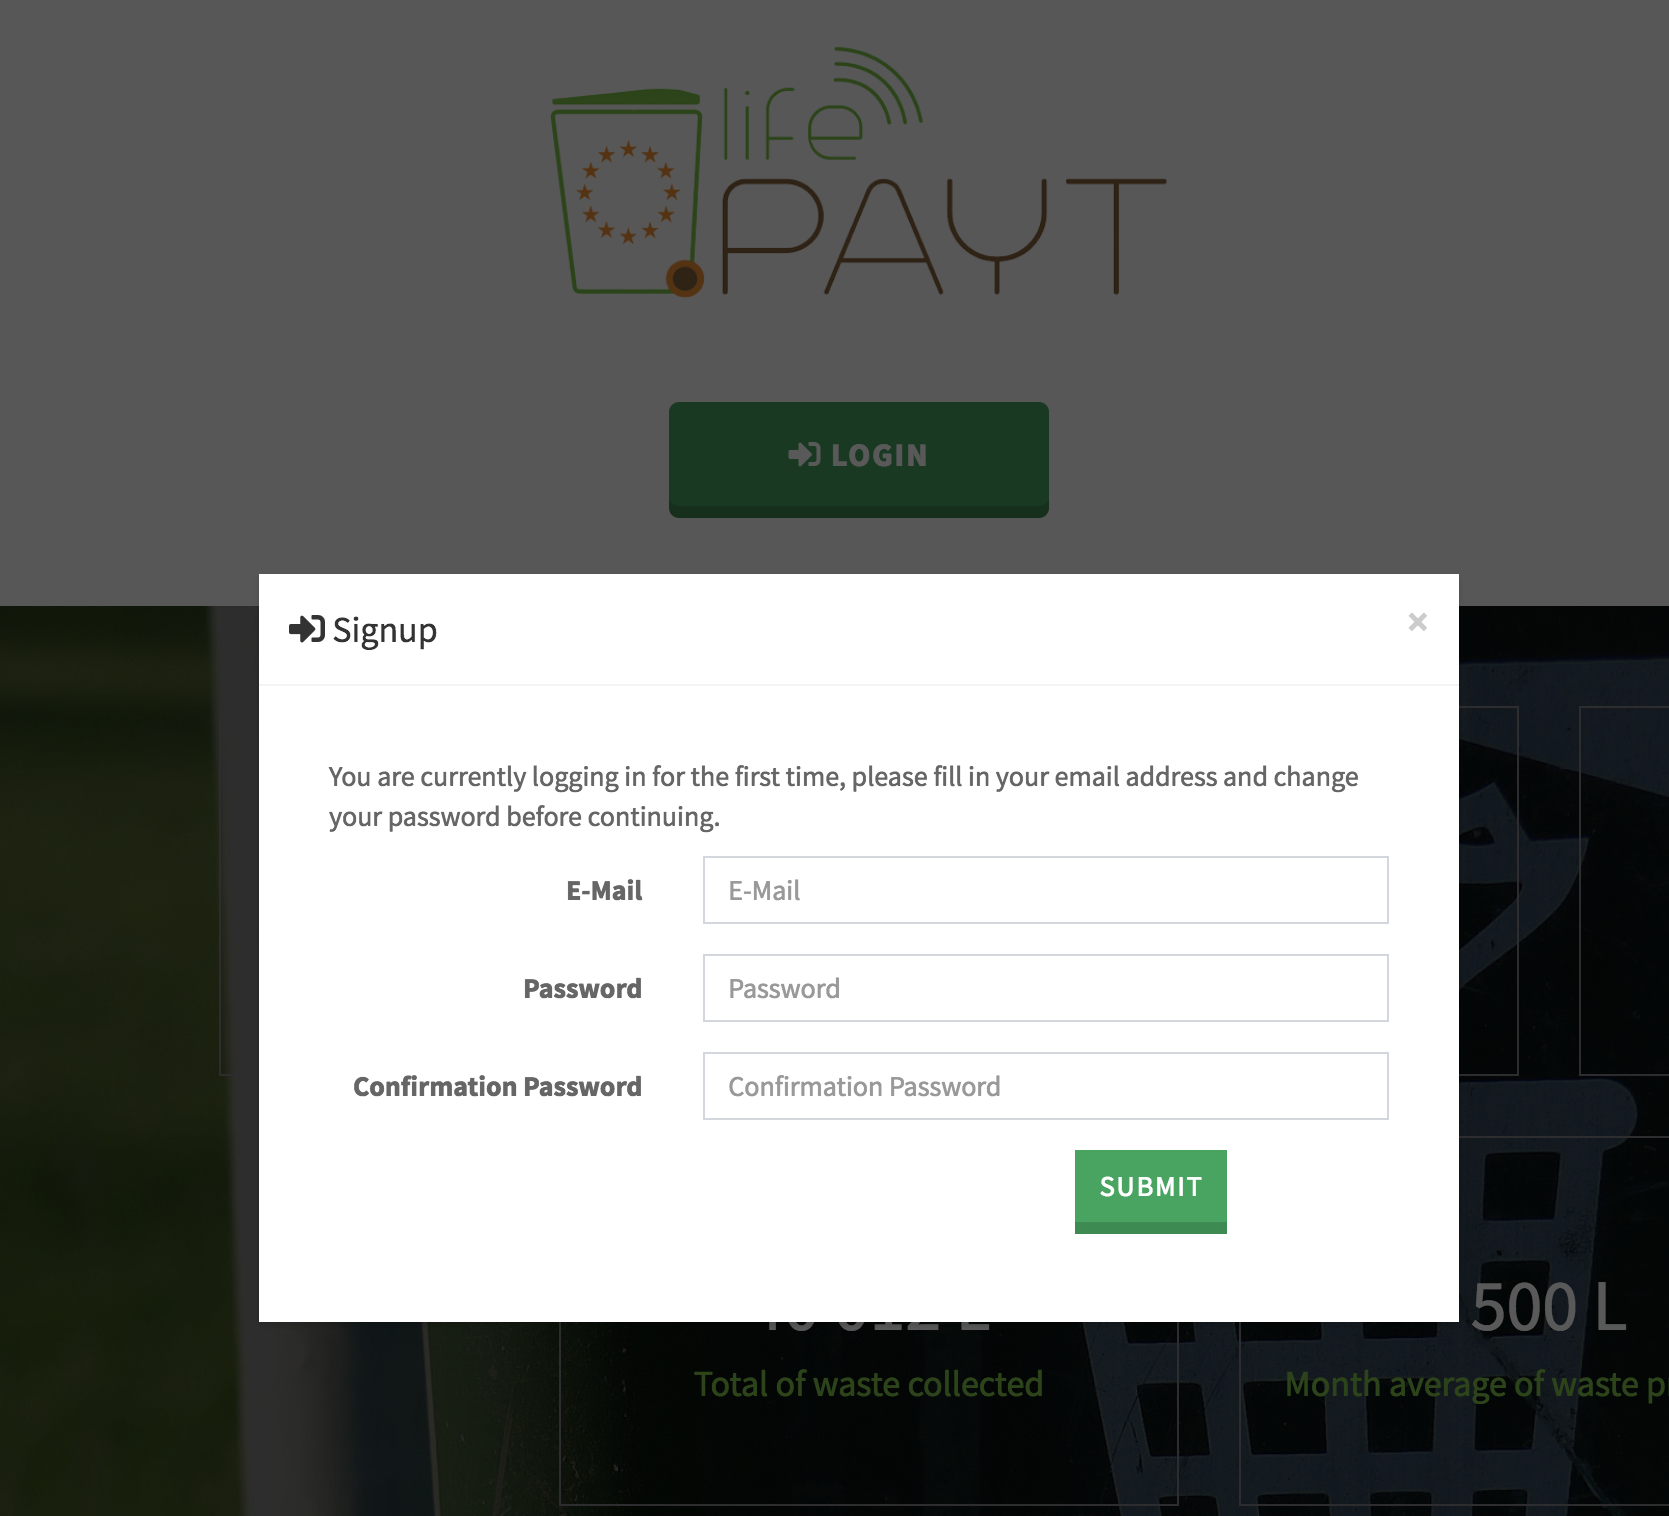 life
PAYT
LOGIN
Signup
×
You are currently logging in for the first time, please fill in your email address and change
your password before continuing.
E-Mail
E-Mail
Password
Password
Confirmation Password
Confirmation Password
SUBMIT
500 L
Total of waste collected
Month average of waste